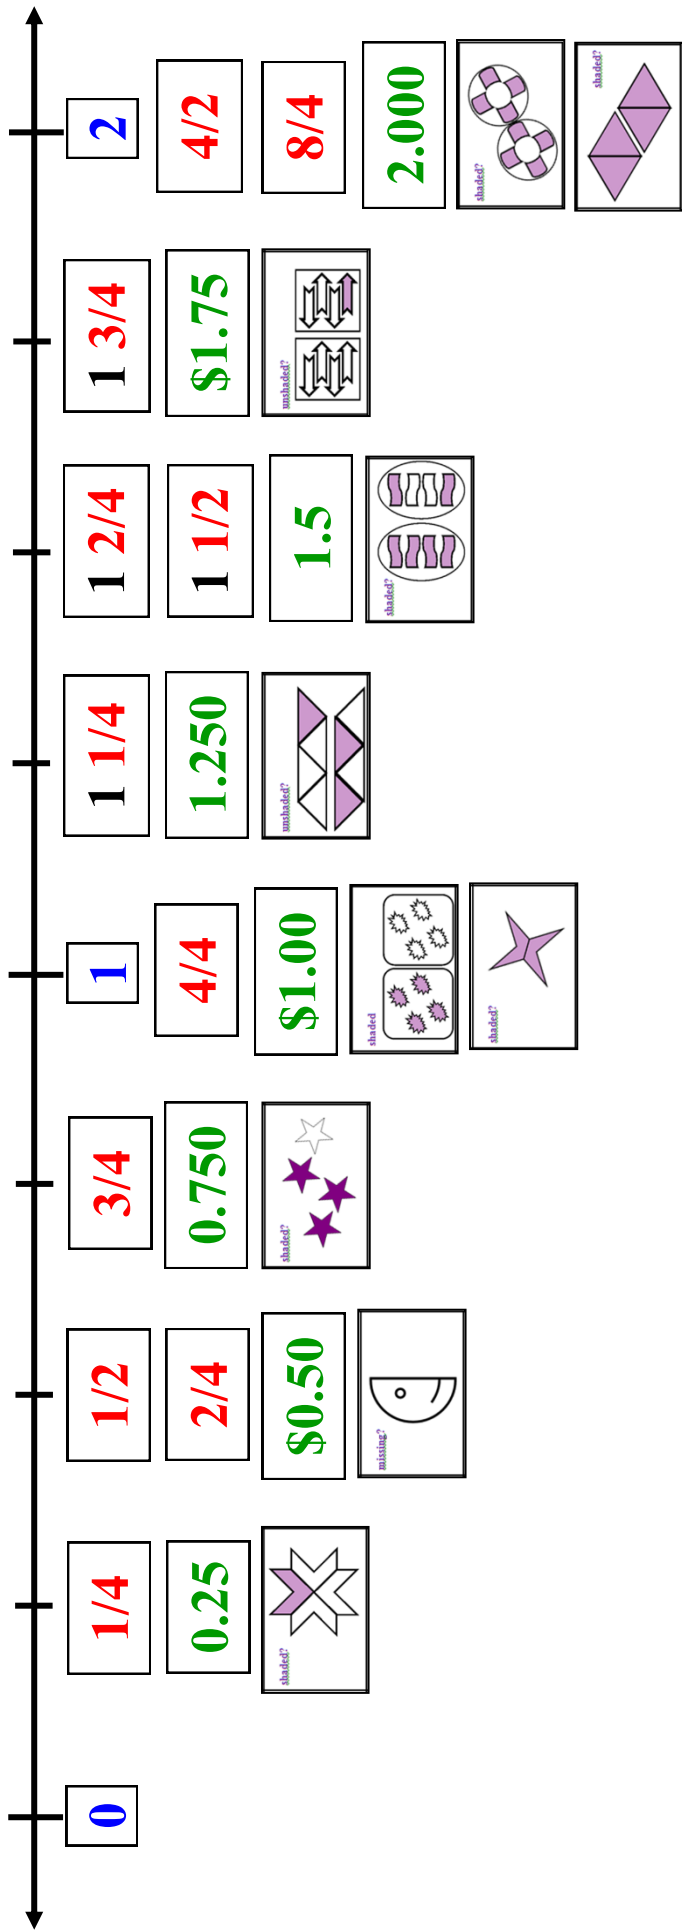 0
1/4
0.25
shaded?
1/2
2/4
$0.50
missing?
3/4
0.750
shaded?
1
4/4
$1.00
shaded
shaded?
1 1/4
1.250
unshaded?
1 2/4
1 1/2
1.5
shaded?
1 3/4
$1.75
unshaded?
2
4/2
8/4
2.000
shaded?
shaded?